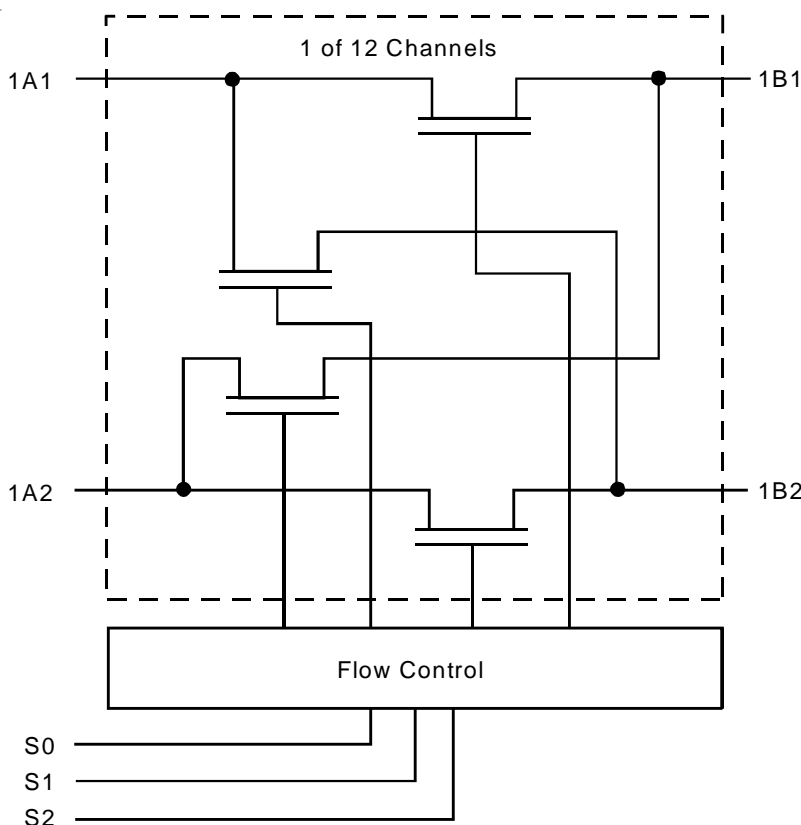 1 of 12 Channels
1A1
1B1
1A2
1B2
Flow Control
S0
S1
S2